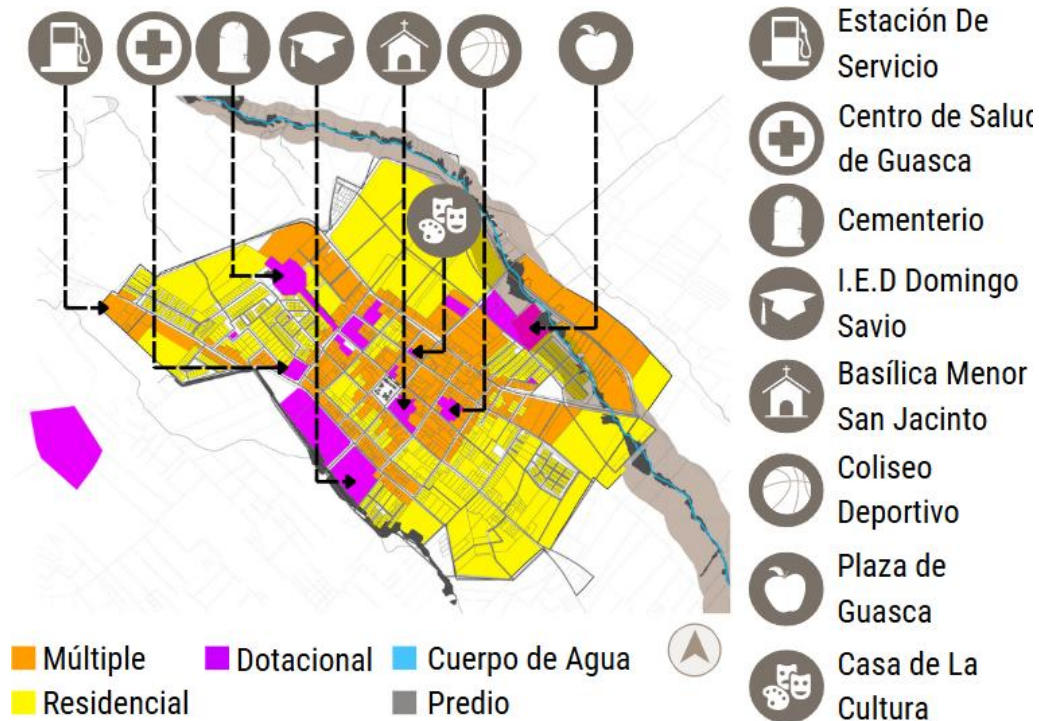 Estación De
Servicio
Centro de Salud
de Guasca
Cementerio
I.E.D Domingo
Savio
Basílica Menor
San Jacinto
Coliseo
Deportivo
Plaza de
Guasca
Casa de La
Cultura
Múltiple
Dotacional
Cuerpo de Agua
Residencial
Predio